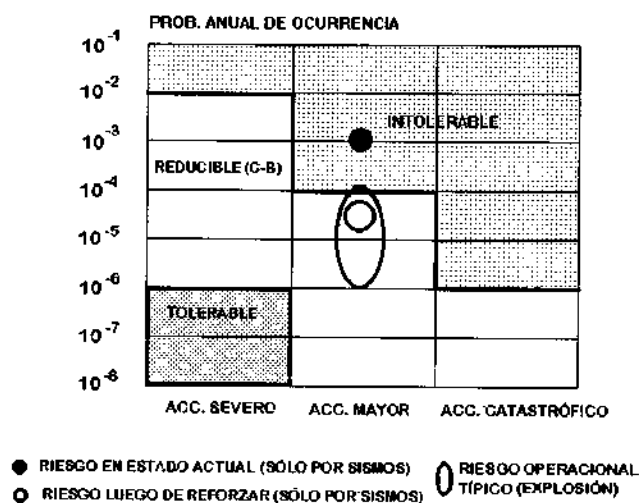 PROB. ANUAL DE OCURRENCIA
10-1
10-2
INTOLERABLE
10-3
REDUCIBLE (C-B)
10-4
10-5
10-6
TOLERABLE
10-7
10-8
ACC. SEVERO ACC. MAYOR ACC. CATASTRÓFICO
RIESGO EN ESTADO ACTUAL (SÓLO POR SISMOS)
RIESGO LUEGO DE REFORZAR (SÓLO POR SISMOS)
RIESGO OPERACIONAL
TÍPICO (EXPLOSIÓN)